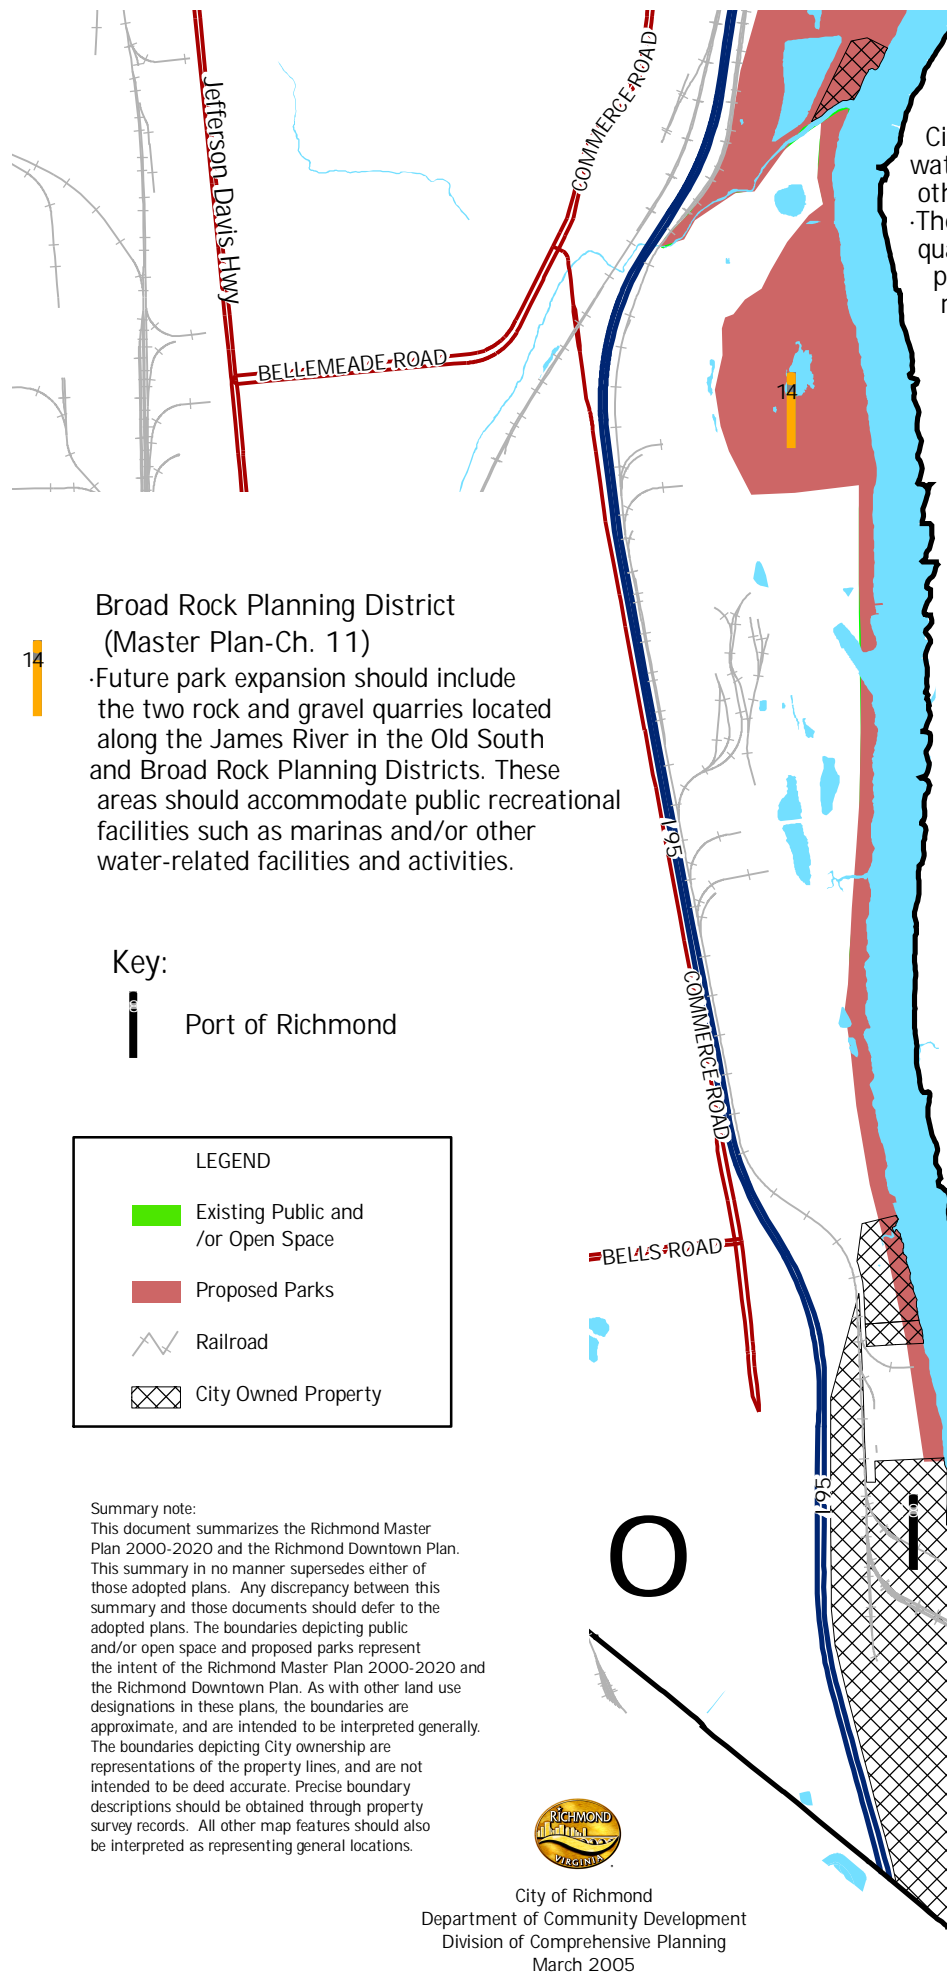 COMMERCE ROAD
Jefferson Davis Hwy
Ci
wat
oth
·The
qua
p
BELLEMEADE ROAD
14
Broad Rock Planning District
(Master Plan-Ch. 11)
14
·Future park expansion should include
the two rock and gravel quarries located
along the James River in the Old South
and Broad Rock Planning Districts. These
areas should accommodate public recreational
facilities such as marinas and/or other
water-related facilities and activities.
I-95
Key:
Port of Richmond
COMMERCE ROAD
LEGEND
Existing Public and
/or Open Space
Proposed Parks
Railroad
City Owned Property
BELLS ROAD
I-95
O
Summary note:
This document summarizes the Richmond Master
Plan 2000-2020 and the Richmond Downtown Plan.
This summary in no manner supersedes either of
those adopted plans.  Any discrepancy between this
summary and those documents should defer to the
adopted plans. The boundaries depicting public
and/or open space and proposed parks represent
the intent of the Richmond Master Plan 2000-2020 and
the Richmond Downtown Plan. As with other land use
designations in these plans, the boundaries are
approximate, and are intended to be interpreted generally.
The boundaries depicting City ownership are
representations of the property lines, and are not
intended to be deed accurate. Precise boundary
descriptions should be obtained through property
survey records.  All other map features should also
be interpreted as representing general locations.
RICHMOND
VIRGINIA
City of Richmond
Department of Community Development
Division of Comprehensive Planning
March 2005